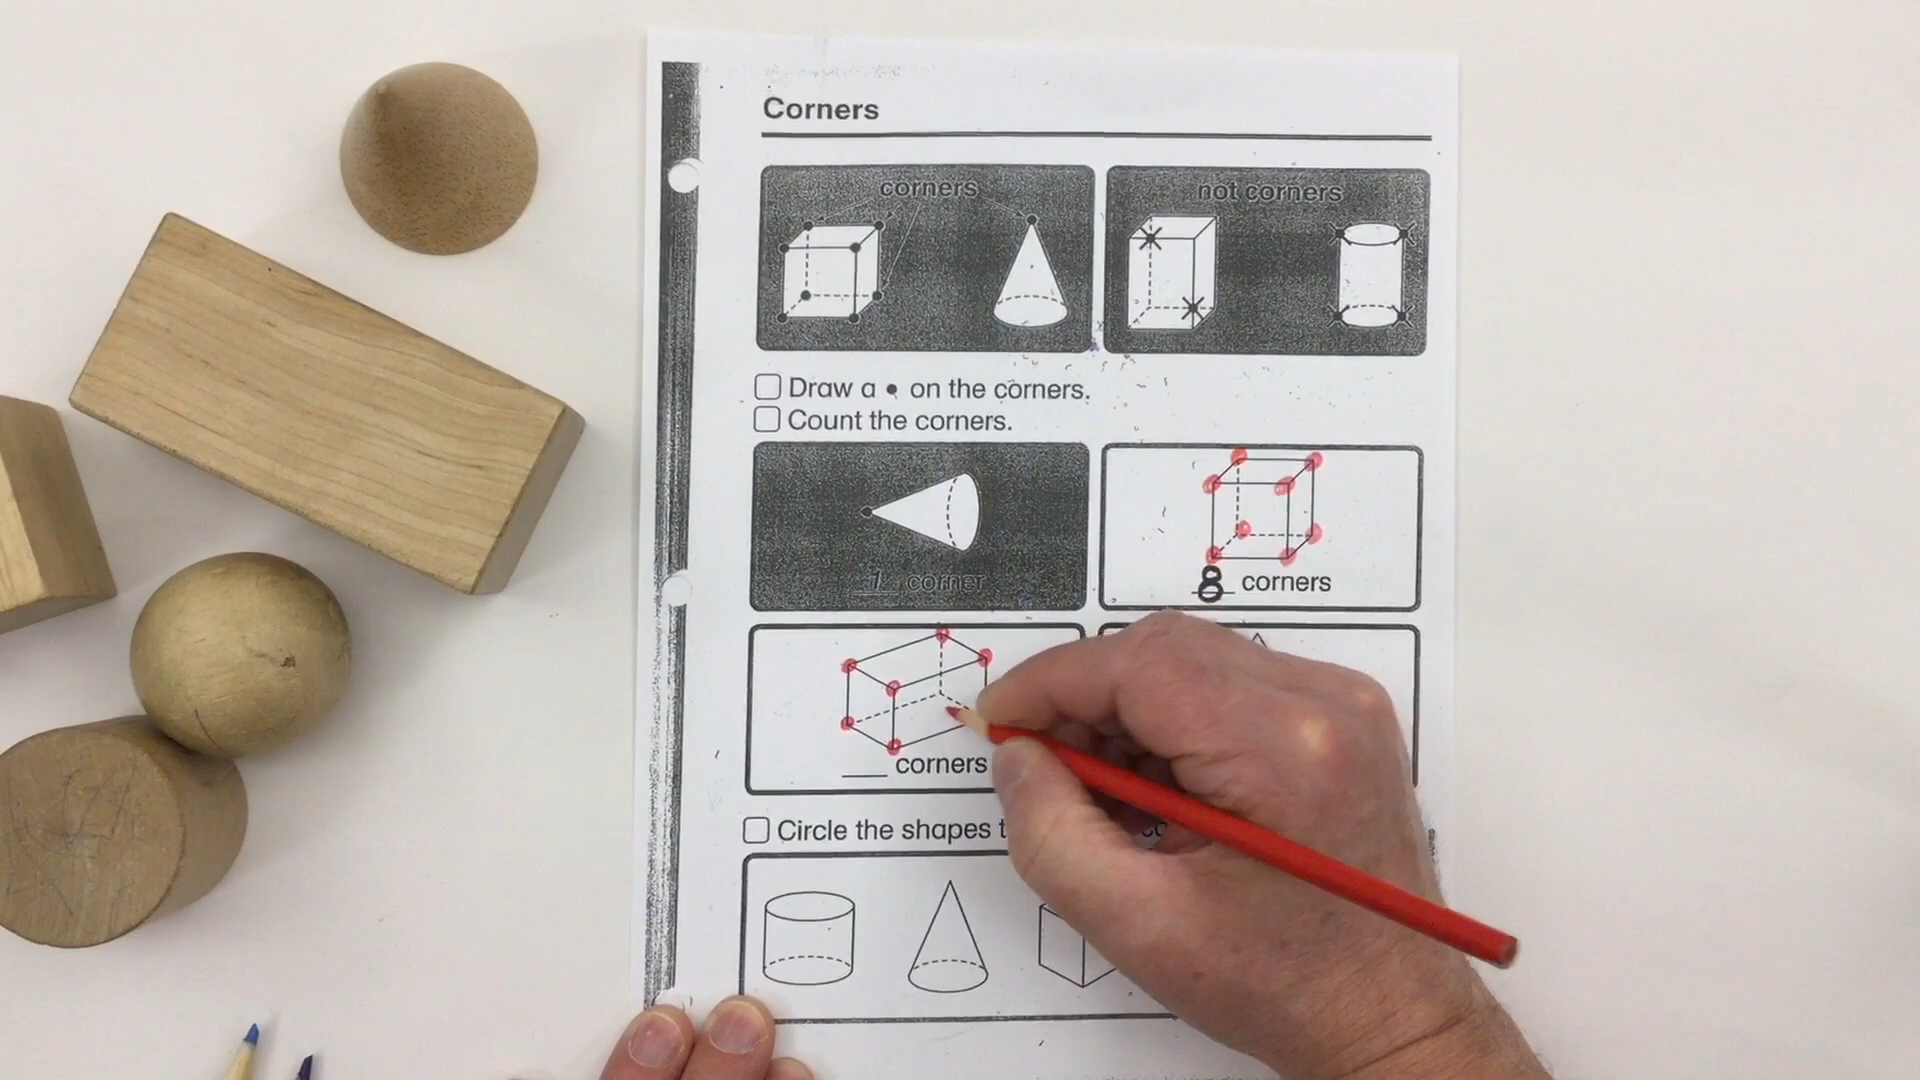 Corners
corners
not corners
Draw a • on the corners.
Count the corners.
1 corner
8 corners
corners
Circle the shapes